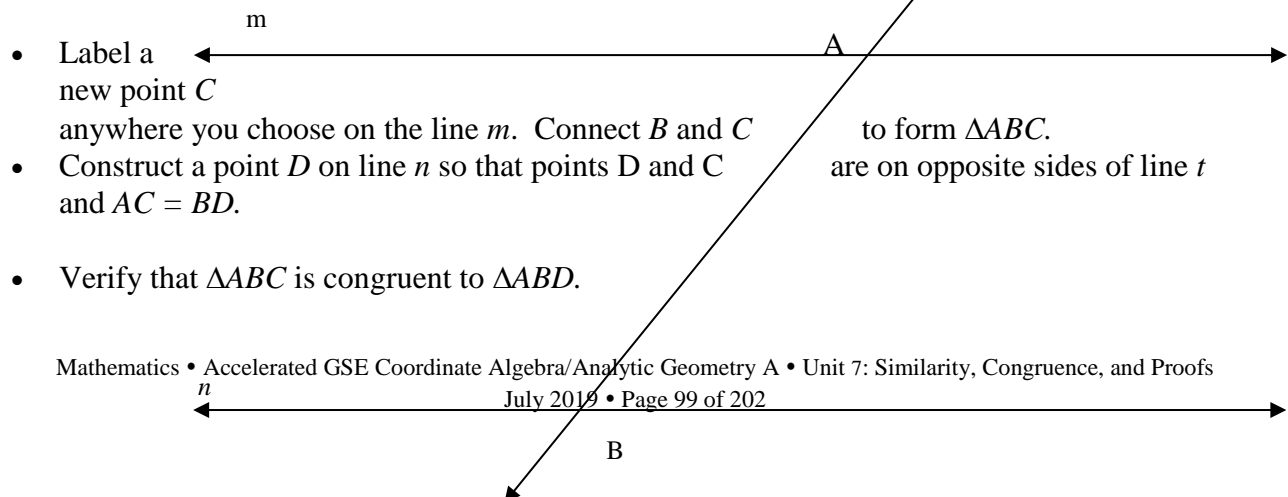 m
• Label a A
new point C
anywhere you choose on the line m. Connect B and C to form ΔABC.
• Construct a point D on line n so that points D and C are on opposite sides of line t
and AC = BD.
• Verify that ΔABC is congruent to ΔABD.
Mathematics • Accelerated GSE Coordinate Algebra/Analytic Geometry A • Unit 7: Similarity, Congruence, and Proofs
n
July 2019 • Page 99 of 202
B